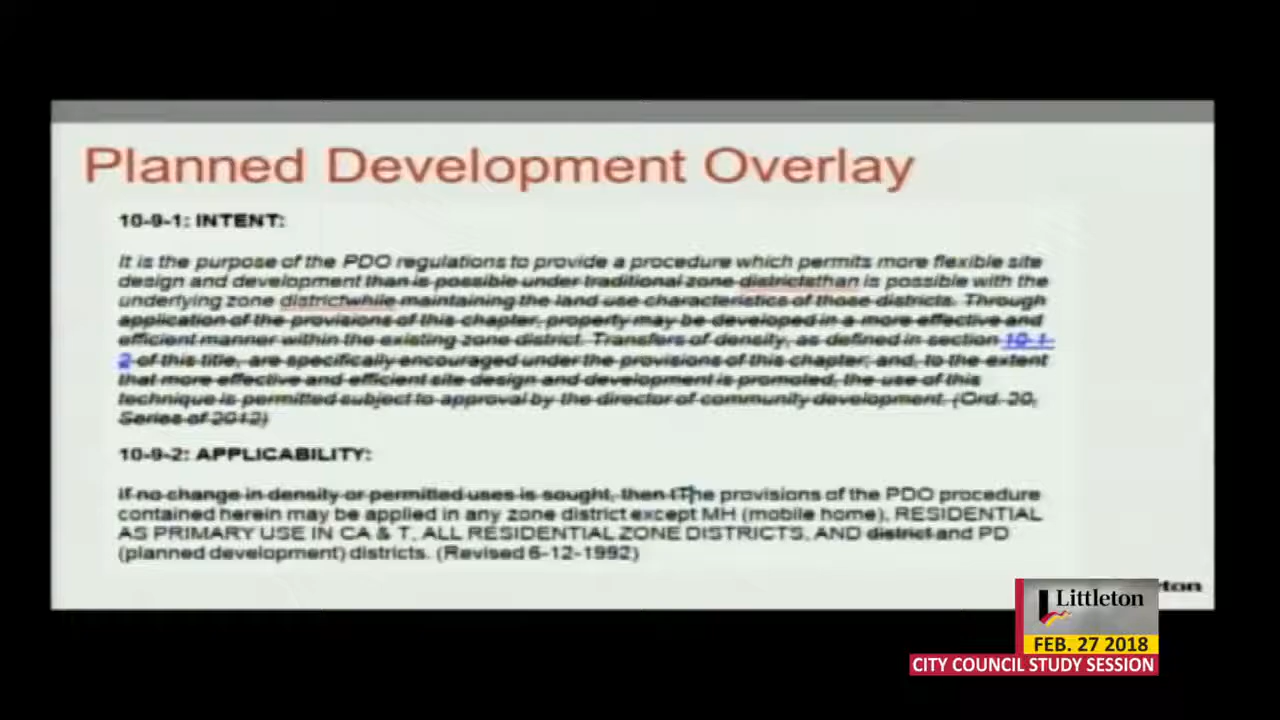 Planned Development Overlay
10-9-1: INTENT:
It is the purpose of the PDO regulations to provide a procedure which permits more flexible site
design and development than is possible under traditional zone districtsthan is possible with the
underlying zone districtwhile maintaining the land use characteristics of those districts. Through
application of the provisions of this chapter, property may be developed in a more effective and
efficient manner within the existing zone district. Transfers of density, as defined in section 10-1-
2 of this title, are specifically encouraged under the provisions of this chapter; and, to the extent
that more effective and efficient site design and development is promoted, the use of this
technique is permitted subject to approval by the director of community development. (Ord. 20,
Series of 2012)
10-9-2: APPLICABILITY:
If no change in density or permitted uses is sought, then tThe provisions of the PDO procedure
contained herein may be applied in any zone district except MH (mobile home), RESIDENTIAL
AS PRIMARY USE IN CA & T, ALL RESIDENTIAL ZONE DISTRICTS, AND district and PD
(planned development) districts. (Revised 6-12-1992)
ton
Littleton
FEB. 27 2018
CITY COUNCIL STUDY SESSION